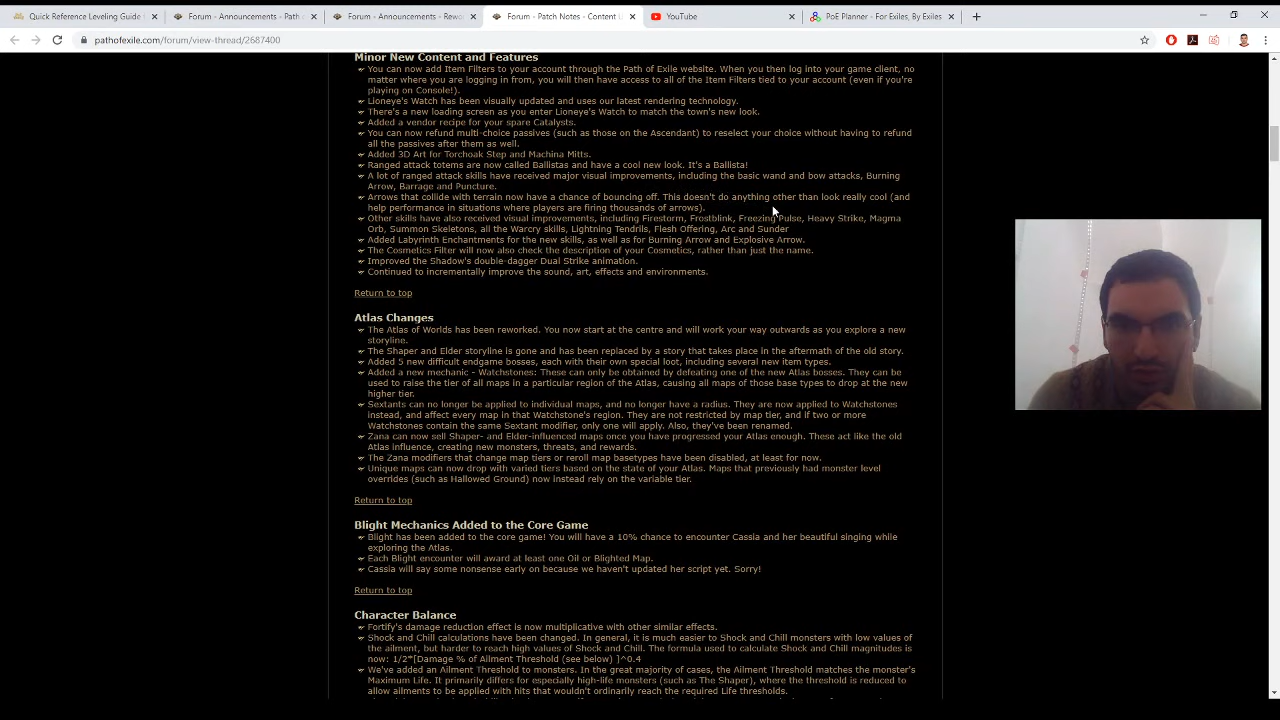 Quick Reference Leveling Guide
Forum - Announcements - Path
Forum - Announcements - Rewo
Forum - Patch Notes - Content U
YouTube
PoE Planner - For Exiles, By Exiles
pathofexile.com/forum/view-thread/2687400
Minor New Content and Features
You can now add Item Filters to your account through the Path of Exile website. When you then log into your game client, no
matter where you are logging in from, you will then have access to all of the Item Filters tied to your account (even if you're
playing on Console!).
Lioneye's Watch has been visually updated and uses our latest rendering technology.
There's a new loading screen as you enter Lioneye's Watch to match the town's new look.
Added a vendor recipe for your spare Catalysts.
You can now refund multi-choice passives (such as those on the Ascendant) to reselect your choice without having to refund
all the passives after them as well.
Added 3D Art for Torchoak Step and Machina Mitts.
Ranged attack totems are now called Ballistas and have a cool new look. It's a Ballista!
A lot of ranged attack skills have received major visual improvements, including the basic wand and bow attacks, Burning
Arrow, Barrage and Puncture.
Arrows that collide with terrain now have a chance of bouncing off. This doesn't do anything other than look really cool (and
help performance in situations where players are firing thousands of arrows).
Other skills have also received visual improvements, including Firestorm, Frostblink, Freezing Pulse, Heavy Strike, Magma
Orb, Summon Skeletons, all the Warcry skills, Lightning Tendrils, Flesh Offering, Arc and Sunder
Added Labyrinth Enchantments for the new skills, as well as for Burning Arrow and Explosive Arrow.
The Cosmetics Filter will now also check the description of your Cosmetics, rather than just the name.
Improved the Shadow's double-dagger Dual Strike animation.
Continued to incrementally improve the sound, art, effects and environments.
Return to top
Atlas Changes
The Atlas of Worlds has been reworked. You now start at the centre and will work your way outwards as you explore a new
storyline.
The Shaper and Elder storyline is gone and has been replaced by a story that takes place in the aftermath of the old story.
Added 5 new difficult endgame bosses, each with their own special loot, including several new item types.
Added a new mechanic - Watchstones: These can only be obtained by defeating one of the new Atlas bosses. They can be
used to raise the tier of all maps in a particular region of the Atlas, causing all maps of those base types to drop at the new
higher tier.
Sextants can no longer be applied to individual maps, and no longer have a radius. They are now applied to Watchstones
instead, and affect every map in that Watchstone's region. They are not restricted by map tier, and if two or more
Watchstones contain the same Sextant modifier, only one will apply. Also, they've been renamed.
Zana can now sell Shaper- and Elder-influenced maps once you have progressed your Atlas enough. These act like the old
Atlas influence, creating new monsters, threats, and rewards.
The Zana modifiers that change map tiers or reroll map basetypes have been disabled, at least for now.
Unique maps can now drop with varied tiers based on the state of your Atlas. Maps that previously had monster level
overrides (such as Hallowed Ground) now instead rely on the variable tier.
Return to top
Blight Mechanics Added to the Core Game
Blight has been added to the core game! You will have a 10% chance to encounter Cassia and her beautiful singing while
exploring the Atlas.
Each Blight encounter will award at least one Oil or Blighted Map.
Cassia will say some nonsense early on because we haven't updated her script yet. Sorry!
Return to top
Character Balance
Fortify's damage reduction effect is now multiplicative with other similar effects.
Shock and Chill calculations have been changed. In general, it is much easier to Shock and Chill monsters with low values of
the ailment, but harder to reach high values of Shock and Chill. The formula used to calculate Shock and Chill magnitudes is
now: 1/2*[Damage % of Ailment Threshold (see below) ]^0.4
We've added an Ailment Threshold to monsters. In the great majority of cases, the Ailment Threshold matches the monster's
Maximum Life. It primarily differs for especially high-life monsters (such as The Shaper), where the threshold is reduced to
allow ailments to be applied with hits that wouldn't ordinarily reach the required Life thresholds.